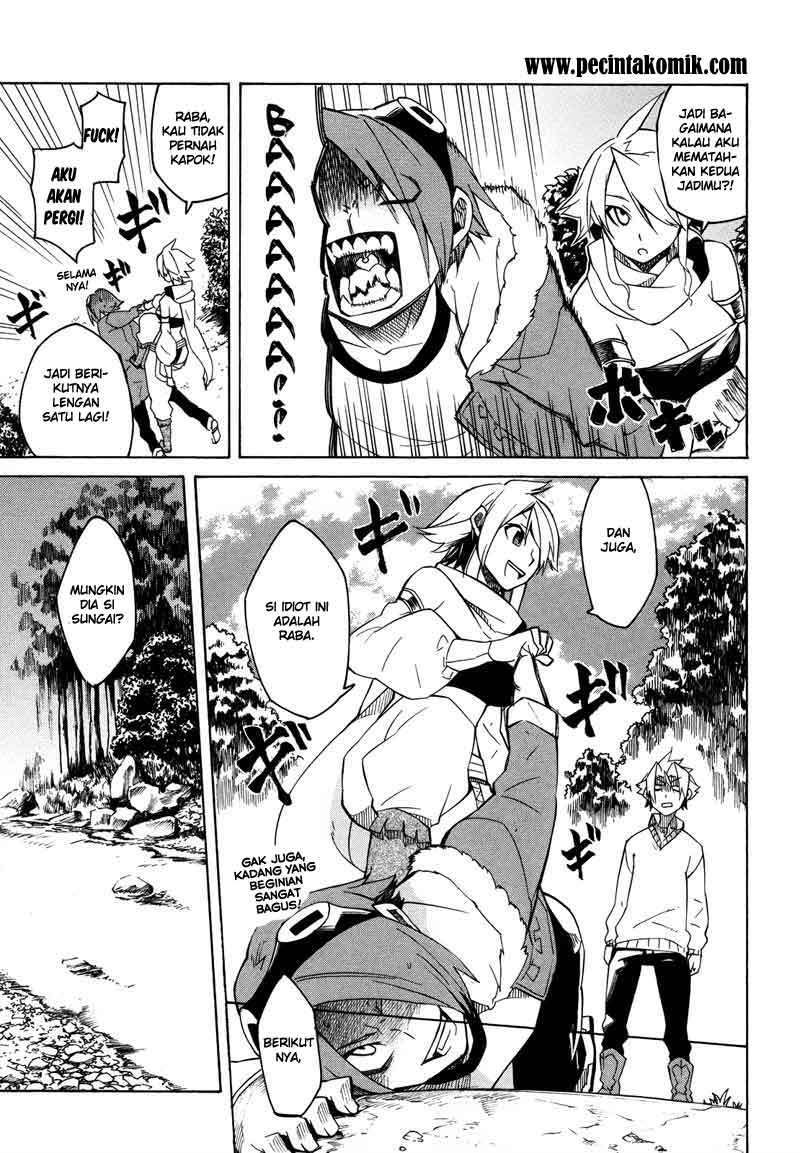 www.pecintakomik.com
JADI BA-
GAIMANA
KALAU AKU
MEMATAH-
KAN KEDUA
JADIMU?!
ボキッ
RABA,
KAU TIDAK
PERNAH
KAPOK!
FUCK!
AKU
AKAN
PERGI!
SELAMA
NYA!
ギ
ギ
ギ
JADI BERI-
KUTNYA
LENGAN
SATU LAGI!
DAN
JUGA,
SI IDIOT INI
ADALAH
RABA.
ギ
ギ
ギ
GAK JUGA,
KADANG YANG
BEGINIAN
SANGAT
BAGUS!
BERIKUT
NYA,
MUNGKIN
DIA SI
SUNGAI?